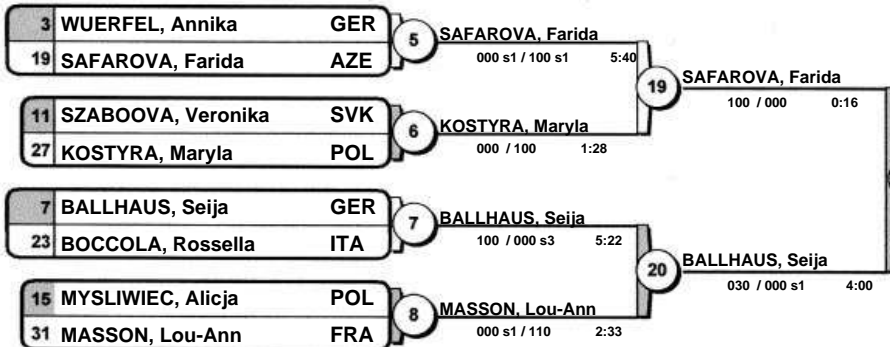 3 WUERFEL, Annika GER
19 SAFAROVA, Farida AZE
5
SAFAROVA, Farida
000 s1 / 100 s1 5:40
11 SZABOOVA, Veronika SVK
27 KOSTYRA, Maryla POL
6
KOSTYRA, Maryla
000 / 100 1:28
19
SAFAROVA, Farida
100 / 000 0:16
7 BALLHAUS, Seija GER
23 BOCCOLA, Rossella ITA
7
BALLHAUS, Seija
100 / 000 s3 5:22
15 MYSLIWIEC, Alicja POL
31 MASSON, Lou-Ann FRA
8
MASSON, Lou-Ann
000 s1 / 110 2:33
20
BALLHAUS, Seija
030 / 000 s1 4:00